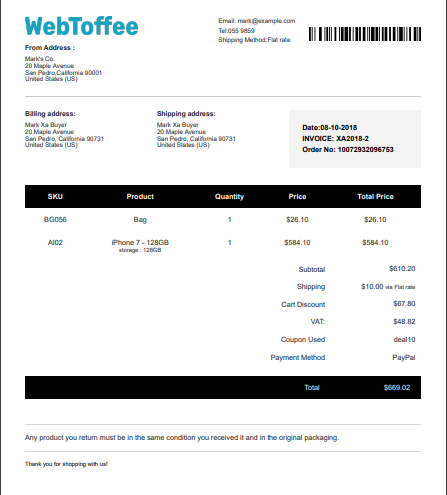 WebToffee
Email: mark@example.com
Tel:055 9859
Shipping Method:Flat rate
From Address :
Mark's Co.
20 Maple Avenue
San Pedro,California 90001
United States (US)
Billing address:
Mark Xa Buyer
20 Maple Avenue
San Pedro, California 90731
United States (US)
Shipping address:
Mark Xa Buyer
20 Maple Avenue
San Pedro, California 90731
United States (US)
Date:08-10-2018
INVOICE: XA2018-2
Order No: 10072932096753
SKU Product Quantity Price Total Price
BG056 Bag 1 $26.10 $26.10
AI02 iPhone 7 - 128GB 1 $584.10 $584.10
storage : 128GB
Subtotal $610.20
Shipping $10.00 via Flat rate
Cart Discount $67.80
VAT: $48.82
Coupon Used deal10
Payment Method PayPal
Total $669.02
Any product you return must be in the same condition you received it and in the original packaging.
Thank you for shopping with us!